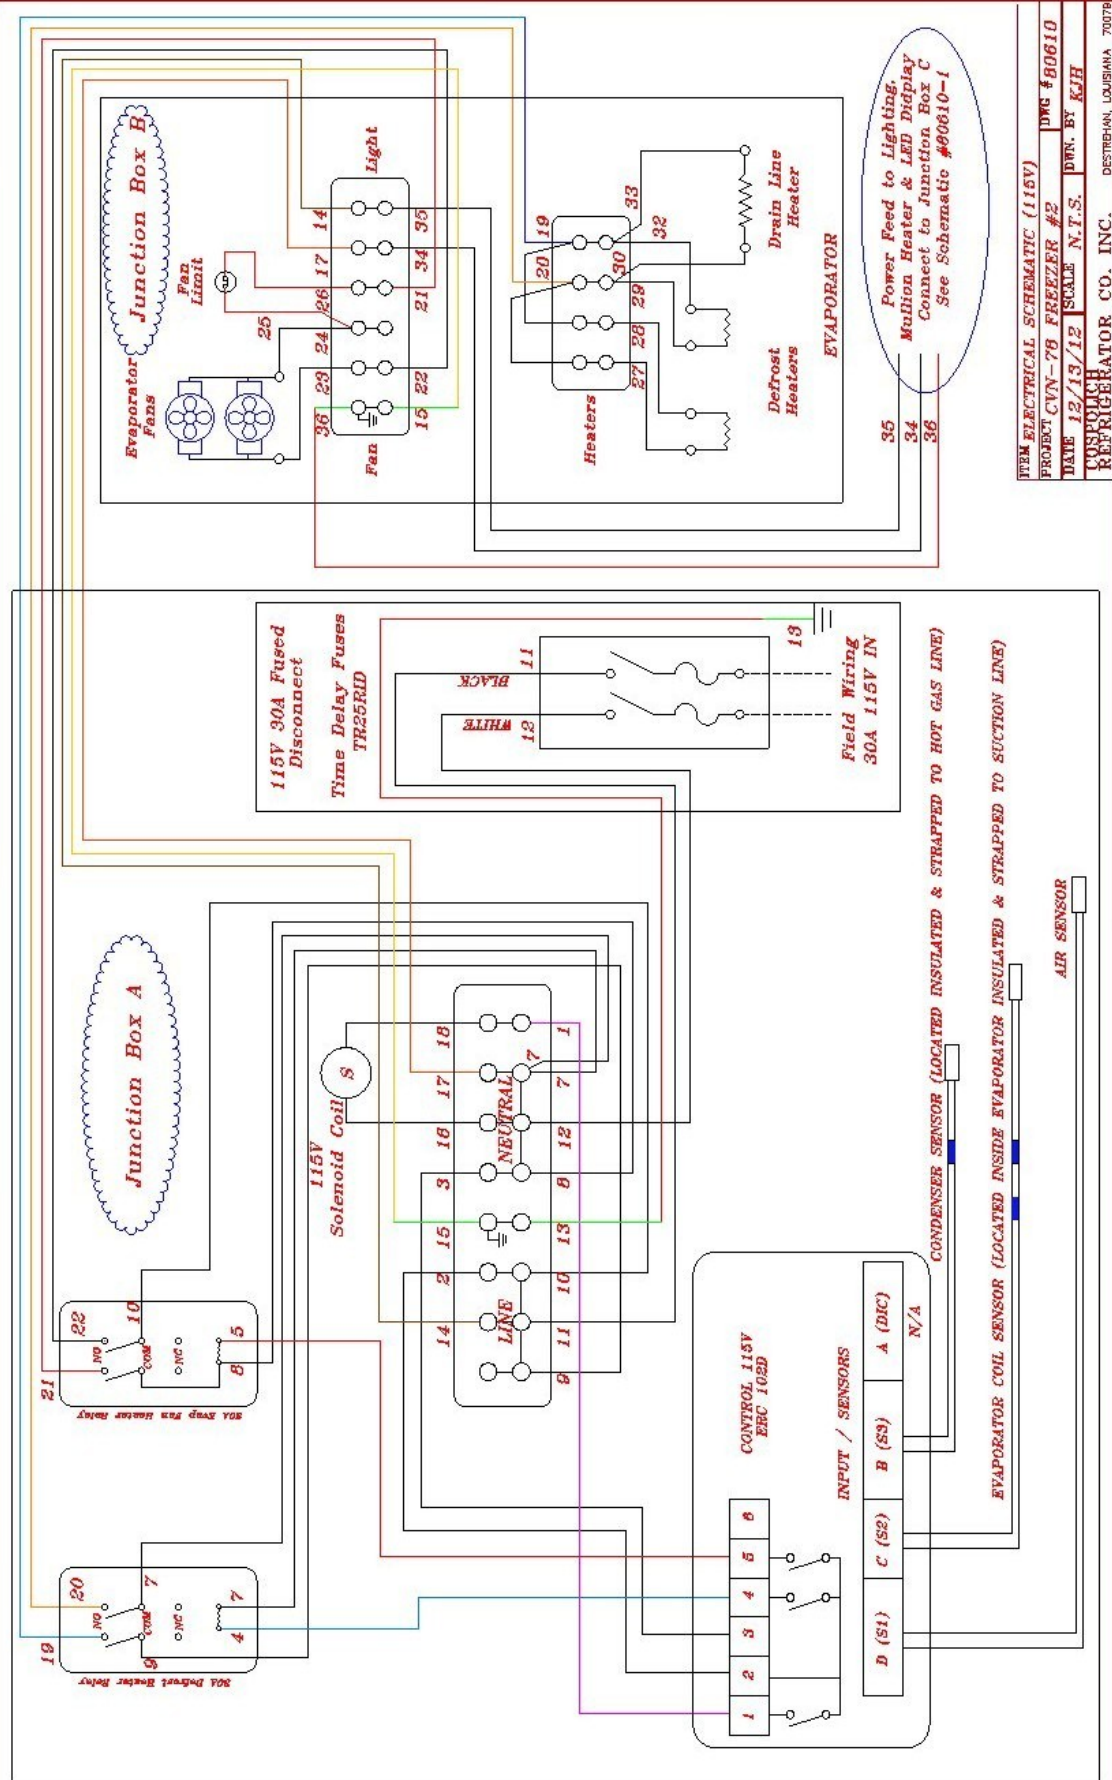 Junction Box B
Evaporator
Fans
Fan
Limit
25
36
23
24
26
17
14
Fan
Light
15
22
21
34
35
Heaters
20
19
27
28
29
30
32
33
Defrost
Heaters
Drain Line
Heater
EVAPORATOR
35
34
36
Power Feed to Lighting,
Mullion Heater & LED Didplay
Connect to Junction Box C
See Schematic #80610-1
ITEM ELECTRICAL SCHEMATIC (115V)
PROJECT CVN-78 FREEZER #2
DWG # 80610
DATE 12/13/12
SCALE N.T.S.
DWN. BY KJH
COSPOLICH
REFRIGERATOR CO. INC.
DESTREHAN, LOUISIANA 70079
115V 30A Fused
Disconnect
Time Delay Fuses
TR25RID
BLACK
WHITE
12
11
13
Field Wiring
30A 115V IN
Junction Box A
115V
Solenoid Coil
S
14
2
15
3
16
17
18
LINE
NEUTRAL
9
11
10
13
8
12
7
7
1
21
22
NO
10
COM
NC
8
5
30A Evap Fan Heater Relay
19
20
NO
9
7
COM
NC
4
7
30A Defrost Heater Relay
CONTROL 115V
ERC 102D
1
2
3
4
5
6
INPUT / SENSORS
D (S1)
C (S2)
B (S3)
A (DIC)
N/A
CONDENSER SENSOR (LOCATED INSULATED & STRAPPED TO HOT GAS LINE)
EVAPORATOR COIL SENSOR (LOCATED INSIDE EVAPORATOR INSULATED & STRAPPED TO SUCTION LINE)
AIR SENSOR